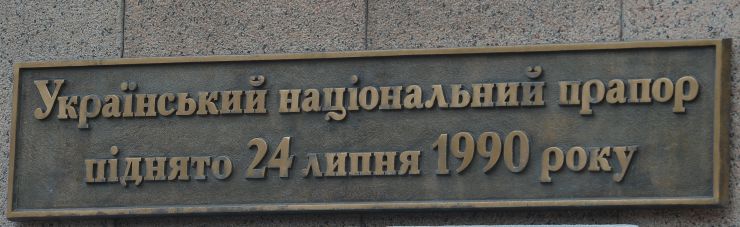 Український національний прапор
піднято 24 липня 1990 року